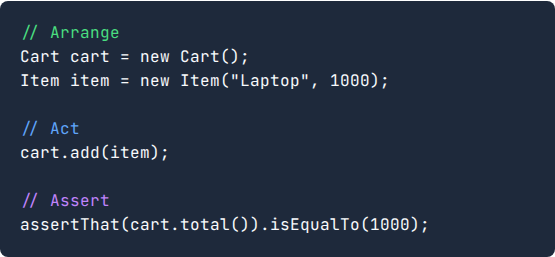 // Arrange
Cart cart = new Cart();
Item item = new Item("Laptop", 1000);
// Act
cart.add(item);
// Assert
assertThat(cart.total()).isEqualTo(1000);